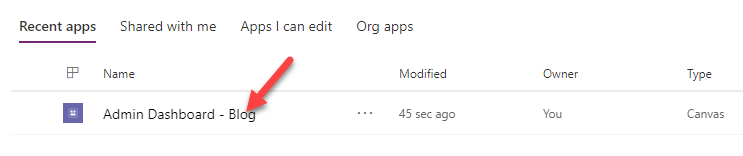 Recent apps Shared with me Apps I can edit Org apps
Name Modified Owner Type
Admin Dashboard - Blog ··· 45 sec ago You Canvas